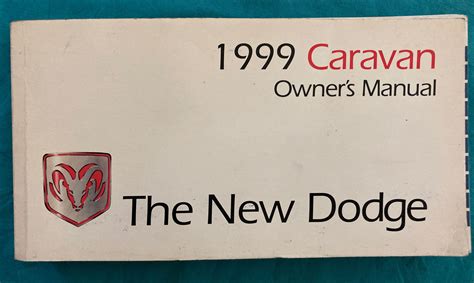 1999 Caravan
Owner's Manual
The New Dodge